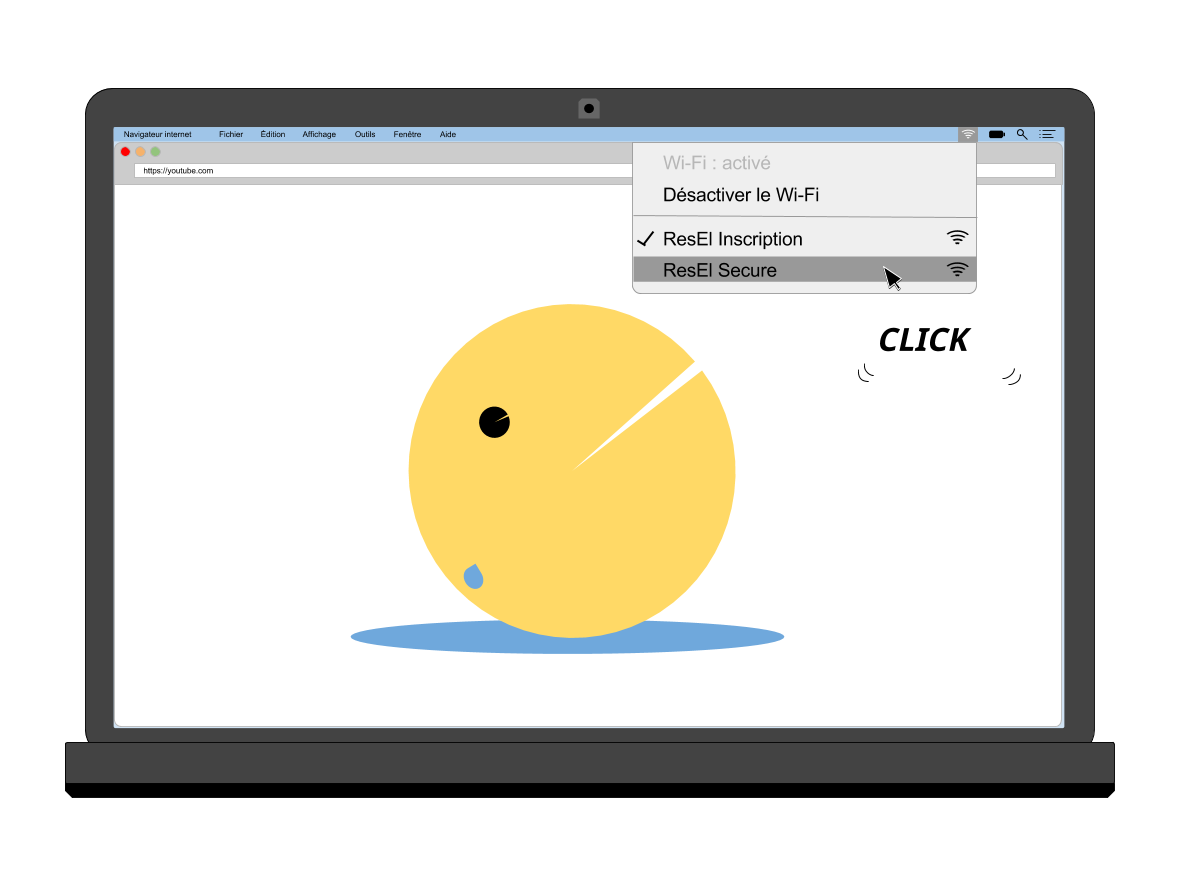 Navigateur internet Fichier Édition Affichage Outils Fenêtre Aide
https://youtube.com
Wi-Fi : activé
Désactiver le Wi-Fi
ResEl Inscription
ResEl Secure
CLICK